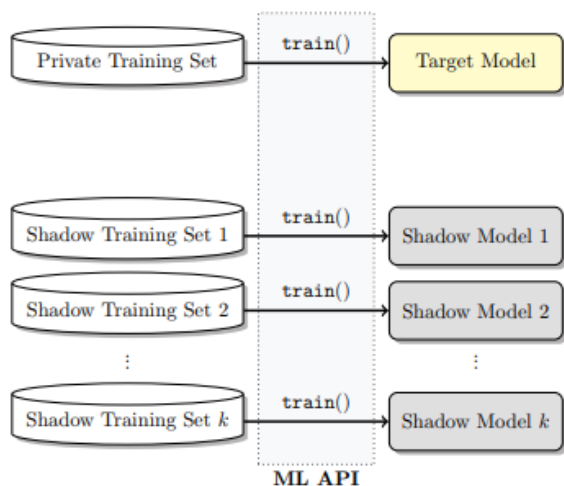 Private Training Set train() Target Model
Shadow Training Set 1 train() Shadow Model 1
Shadow Training Set 2 train() Shadow Model 2
⋮ ⋮
Shadow Training Set k train() Shadow Model k
ML API